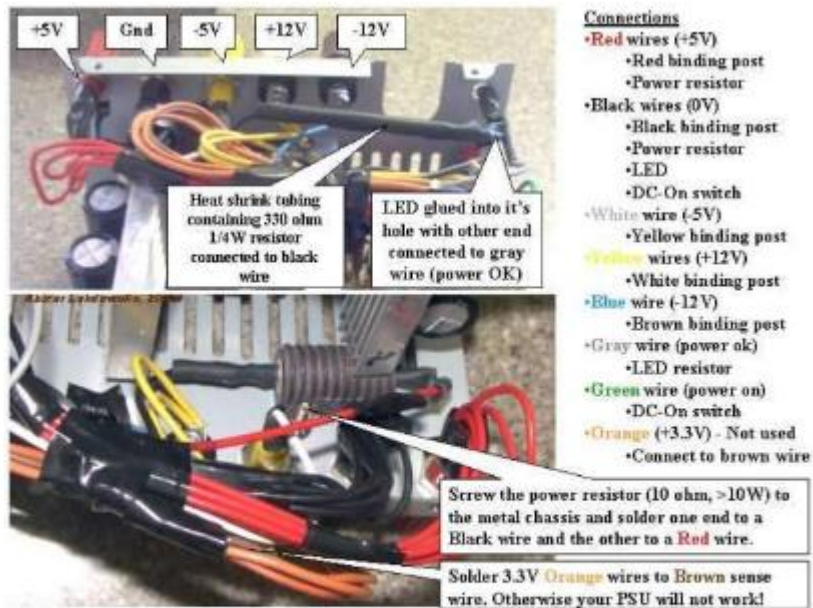 +5V
Gnd
-5V
+12V
-12V
Heat shrink tubing
containing 330 ohm
1/4W resistor
connected to black
wire
LED glued into it's
hole with other end
connected to gray
wire (power OK)
Connections
•Red wires (+5V)
•Red binding post
•Power resistor
•Black wires (0V)
•Black binding post
•Power resistor
•LED
•DC-On switch
•White wire (-5V)
•Yellow binding post
•Yellow wires (+12V)
•White binding post
•Blue wire (-12V)
•Brown binding post
•Gray wire (power ok)
•LED resistor
•Green wire (power on)
•DC-On switch
•Orange (+3.3V) - Not used
•Connect to brown wire
Screw the power resistor (10 ohm, >10W) to
the metal chassis and solder one end to a
Black wire and the other to a Red wire.
Solder 3.3V Orange wires to Brown sense
wire. Otherwise your PSU will not work!